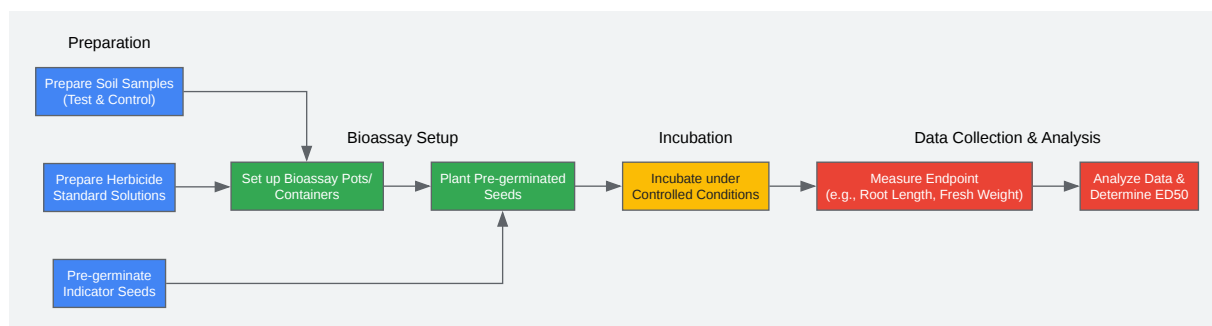 Preparation
Prepare Soil Samples
(Test & Control)
Bioassay Setup
Incubation
Data Collection & Analysis
Prepare Herbicide
Standard Solutions
Set up Bioassay Pots/
Containers
Plant Pre-germinated
Seeds
Incubate under
Controlled Conditions
Measure Endpoint
(e.g., Root Length, Fresh Weight)
Analyze Data &
Determine ED50
Pre-germinate
Indicator Seeds